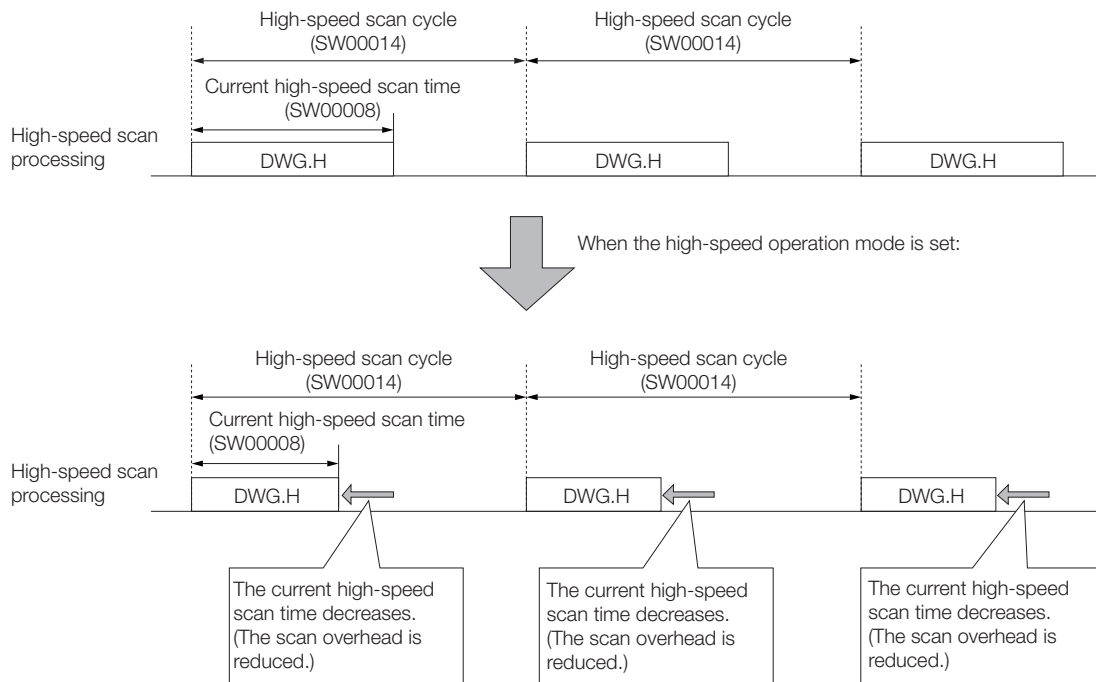 High-speed scan cycle
(SW00014)
High-speed scan cycle
(SW00014)
Current high-speed scan time
(SW00008)
High-speed scan
processing
DWG.H
DWG.H
DWG.H
When the high-speed operation mode is set:
High-speed scan cycle
(SW00014)
High-speed scan cycle
(SW00014)
Current high-speed scan time
(SW00008)
High-speed scan
processing
DWG.H
DWG.H
DWG.H
The current high-speed
scan time decreases.
(The scan overhead is
reduced.)
The current high-speed
scan time decreases.
(The scan overhead is
reduced.)
The current high-speed
scan time decreases.
(The scan overhead is
reduced.)